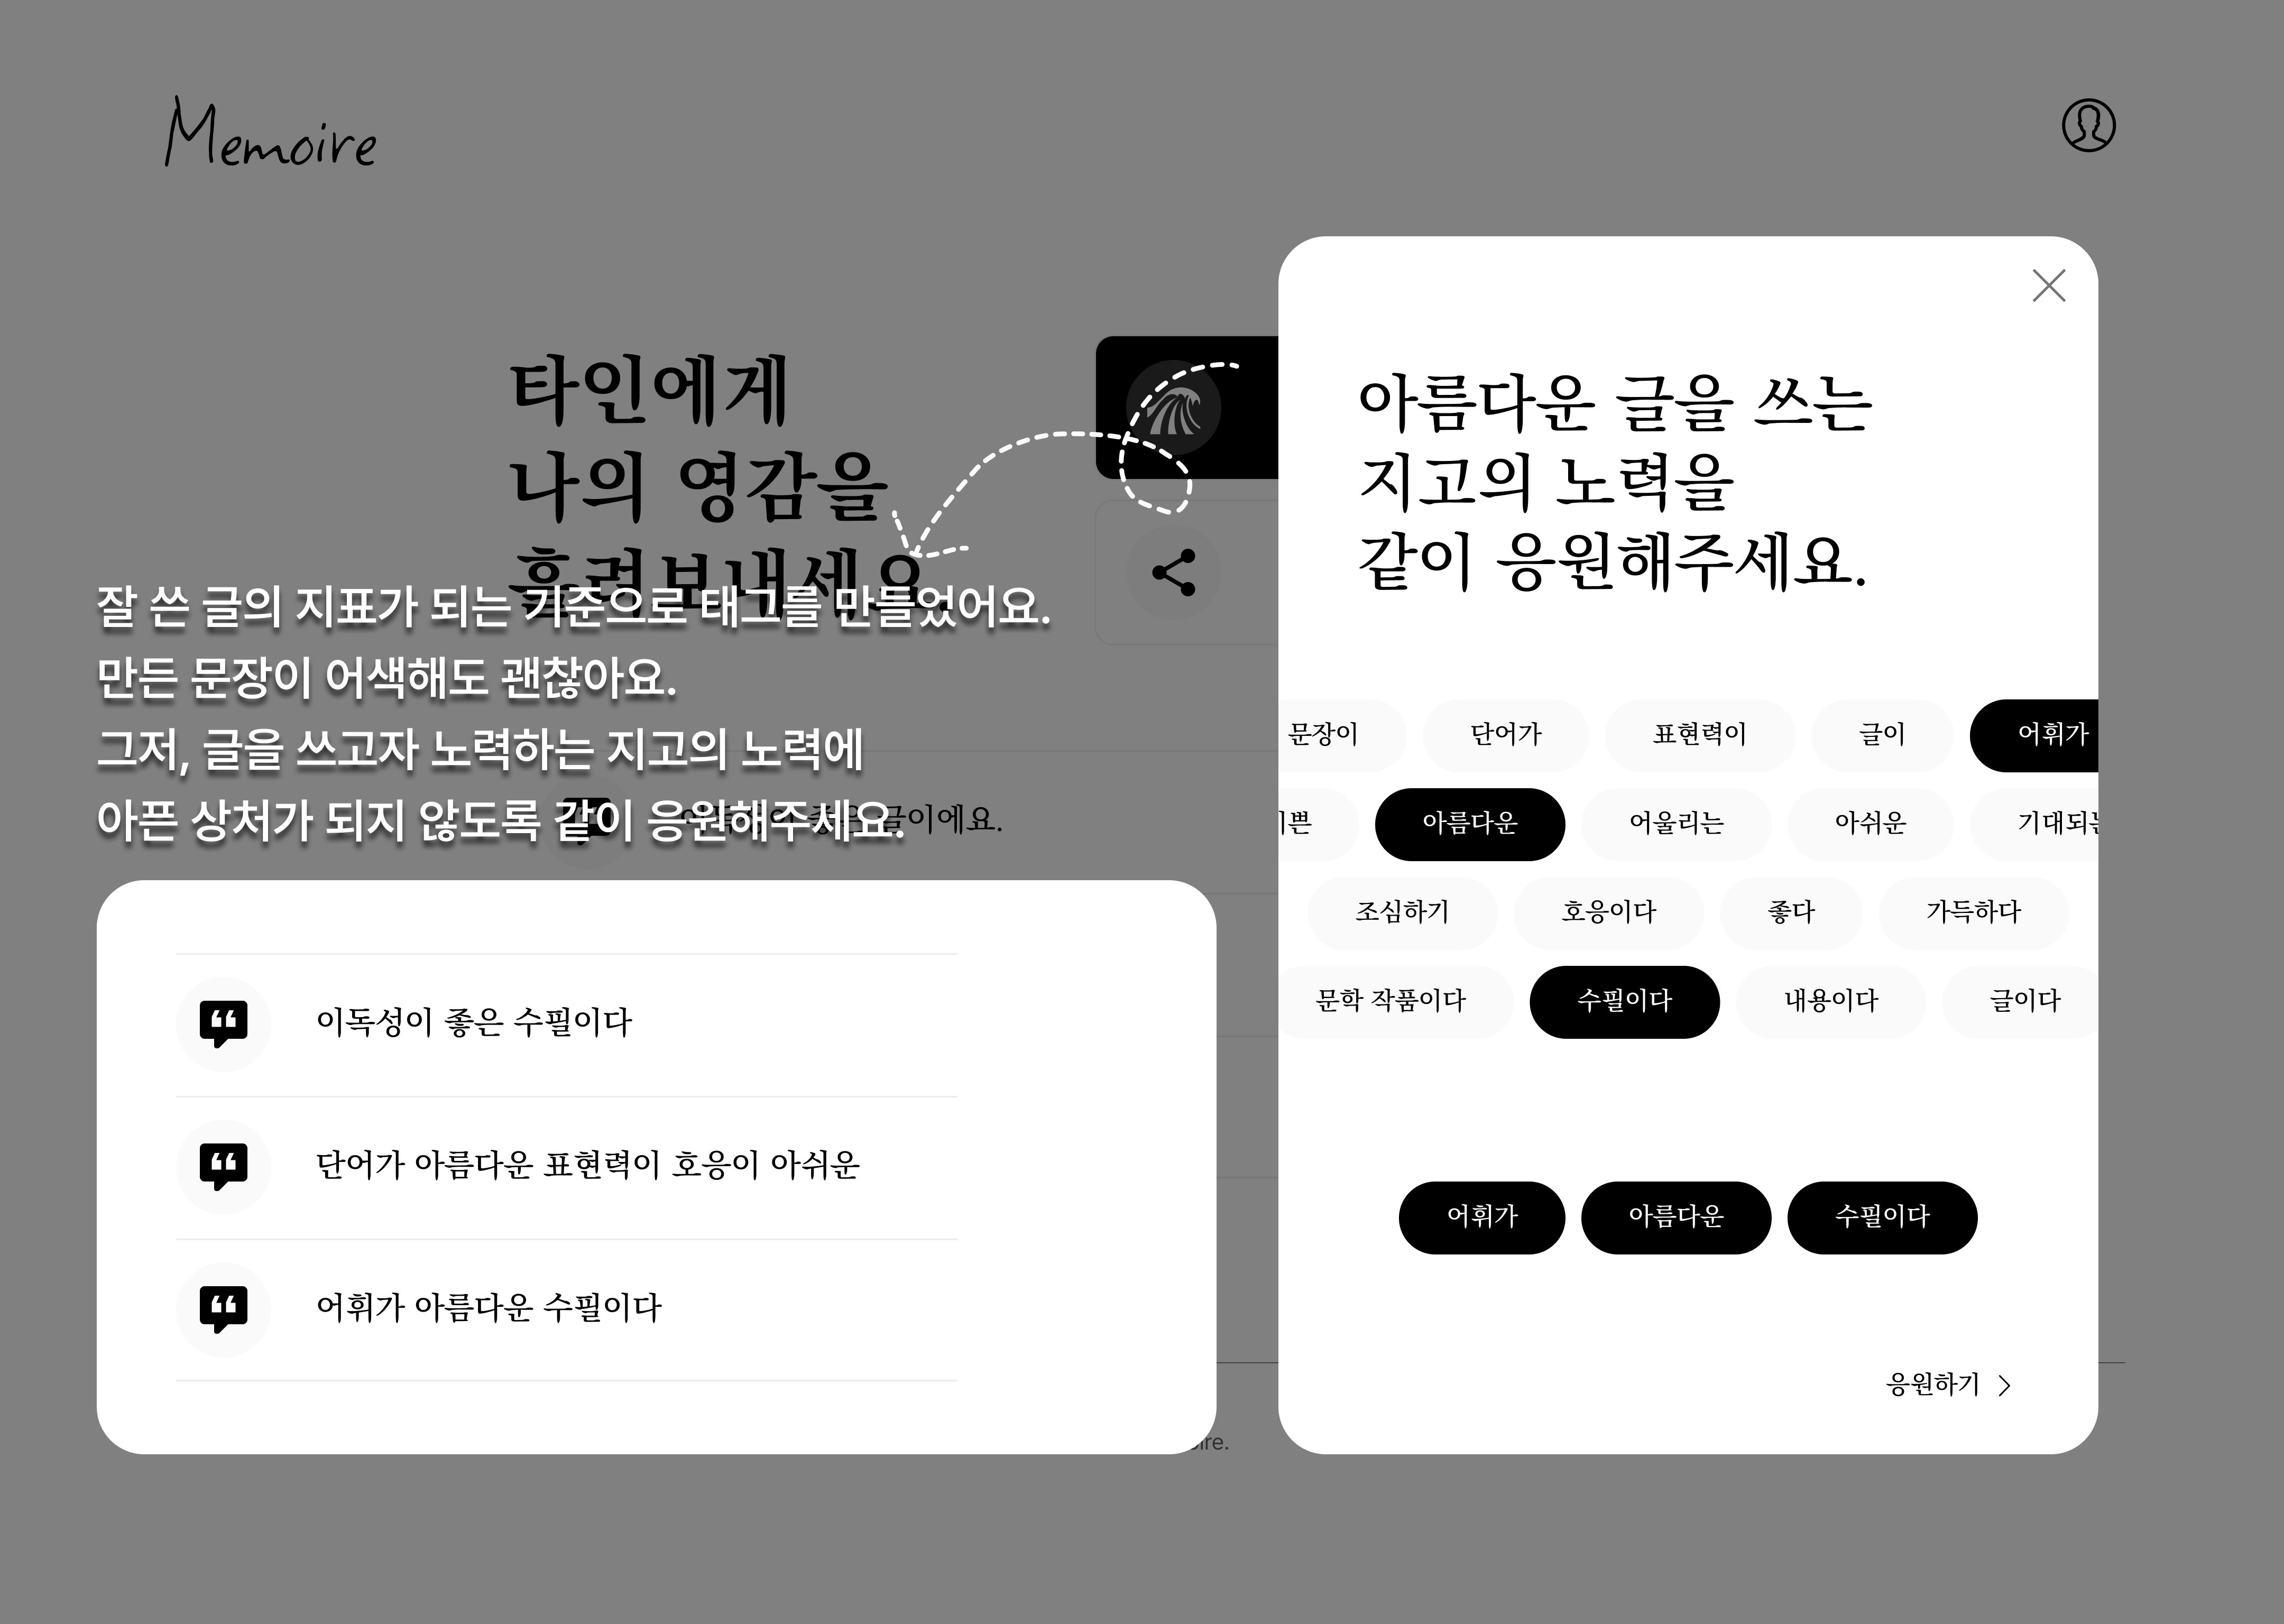 Memoire
타인에게
나의 영감을
흘려보내세요.
잘 쓴 글의 지표가 되는 기준으로 태그를 만들었어요.
만든 문장이 어색해도 괜찮아요.
그저, 글을 쓰고자 노력하는 지고의 노력에
아픈 상처가 되지 않도록 같이 응원해주세요.
글이에요.
이독성이 좋은 수필이다
단어가 아름다운 표현력이 호응이 아쉬운
어휘가 아름다운 수필이다
아름다운 글을 쓰는
지고의 노력을
같이 응원해주세요.
문장이 단어가 표현력이 글이 어휘가
쁜 아름다운 어울리는 아쉬운 기대되는
조심하기 호응이다 좋다 가득하다
문학 작품이다 수필이다 내용이다 글이다
어휘가 아름다운 수필이다
응원하기
ire.